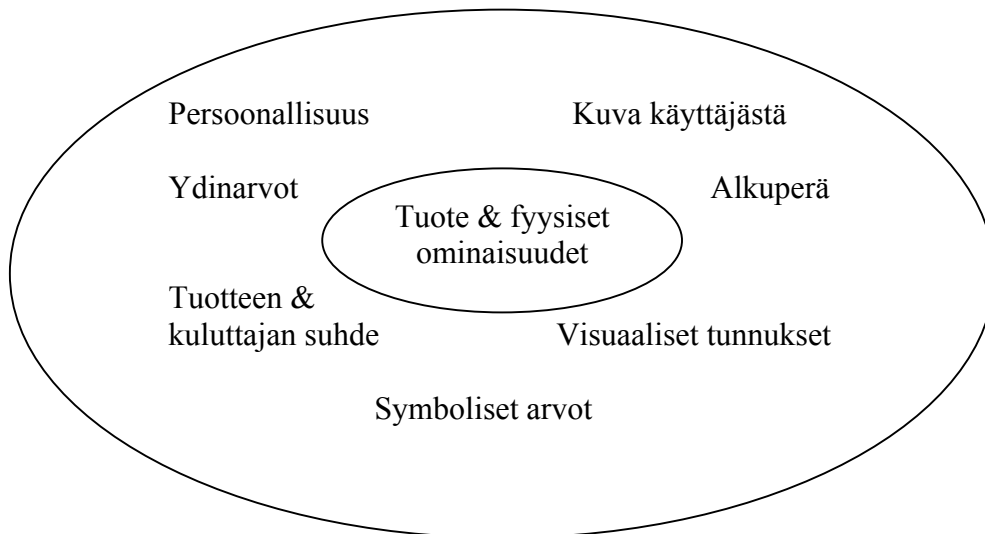 Persoonallisuus
Kuva käyttäjästä
Ydinarvot
Alkuperä
Tuote & fyysiset
ominaisuudet
Tuotteen &
kuluttajan suhde
Visuaaliset tunnukset
Symboliset arvot